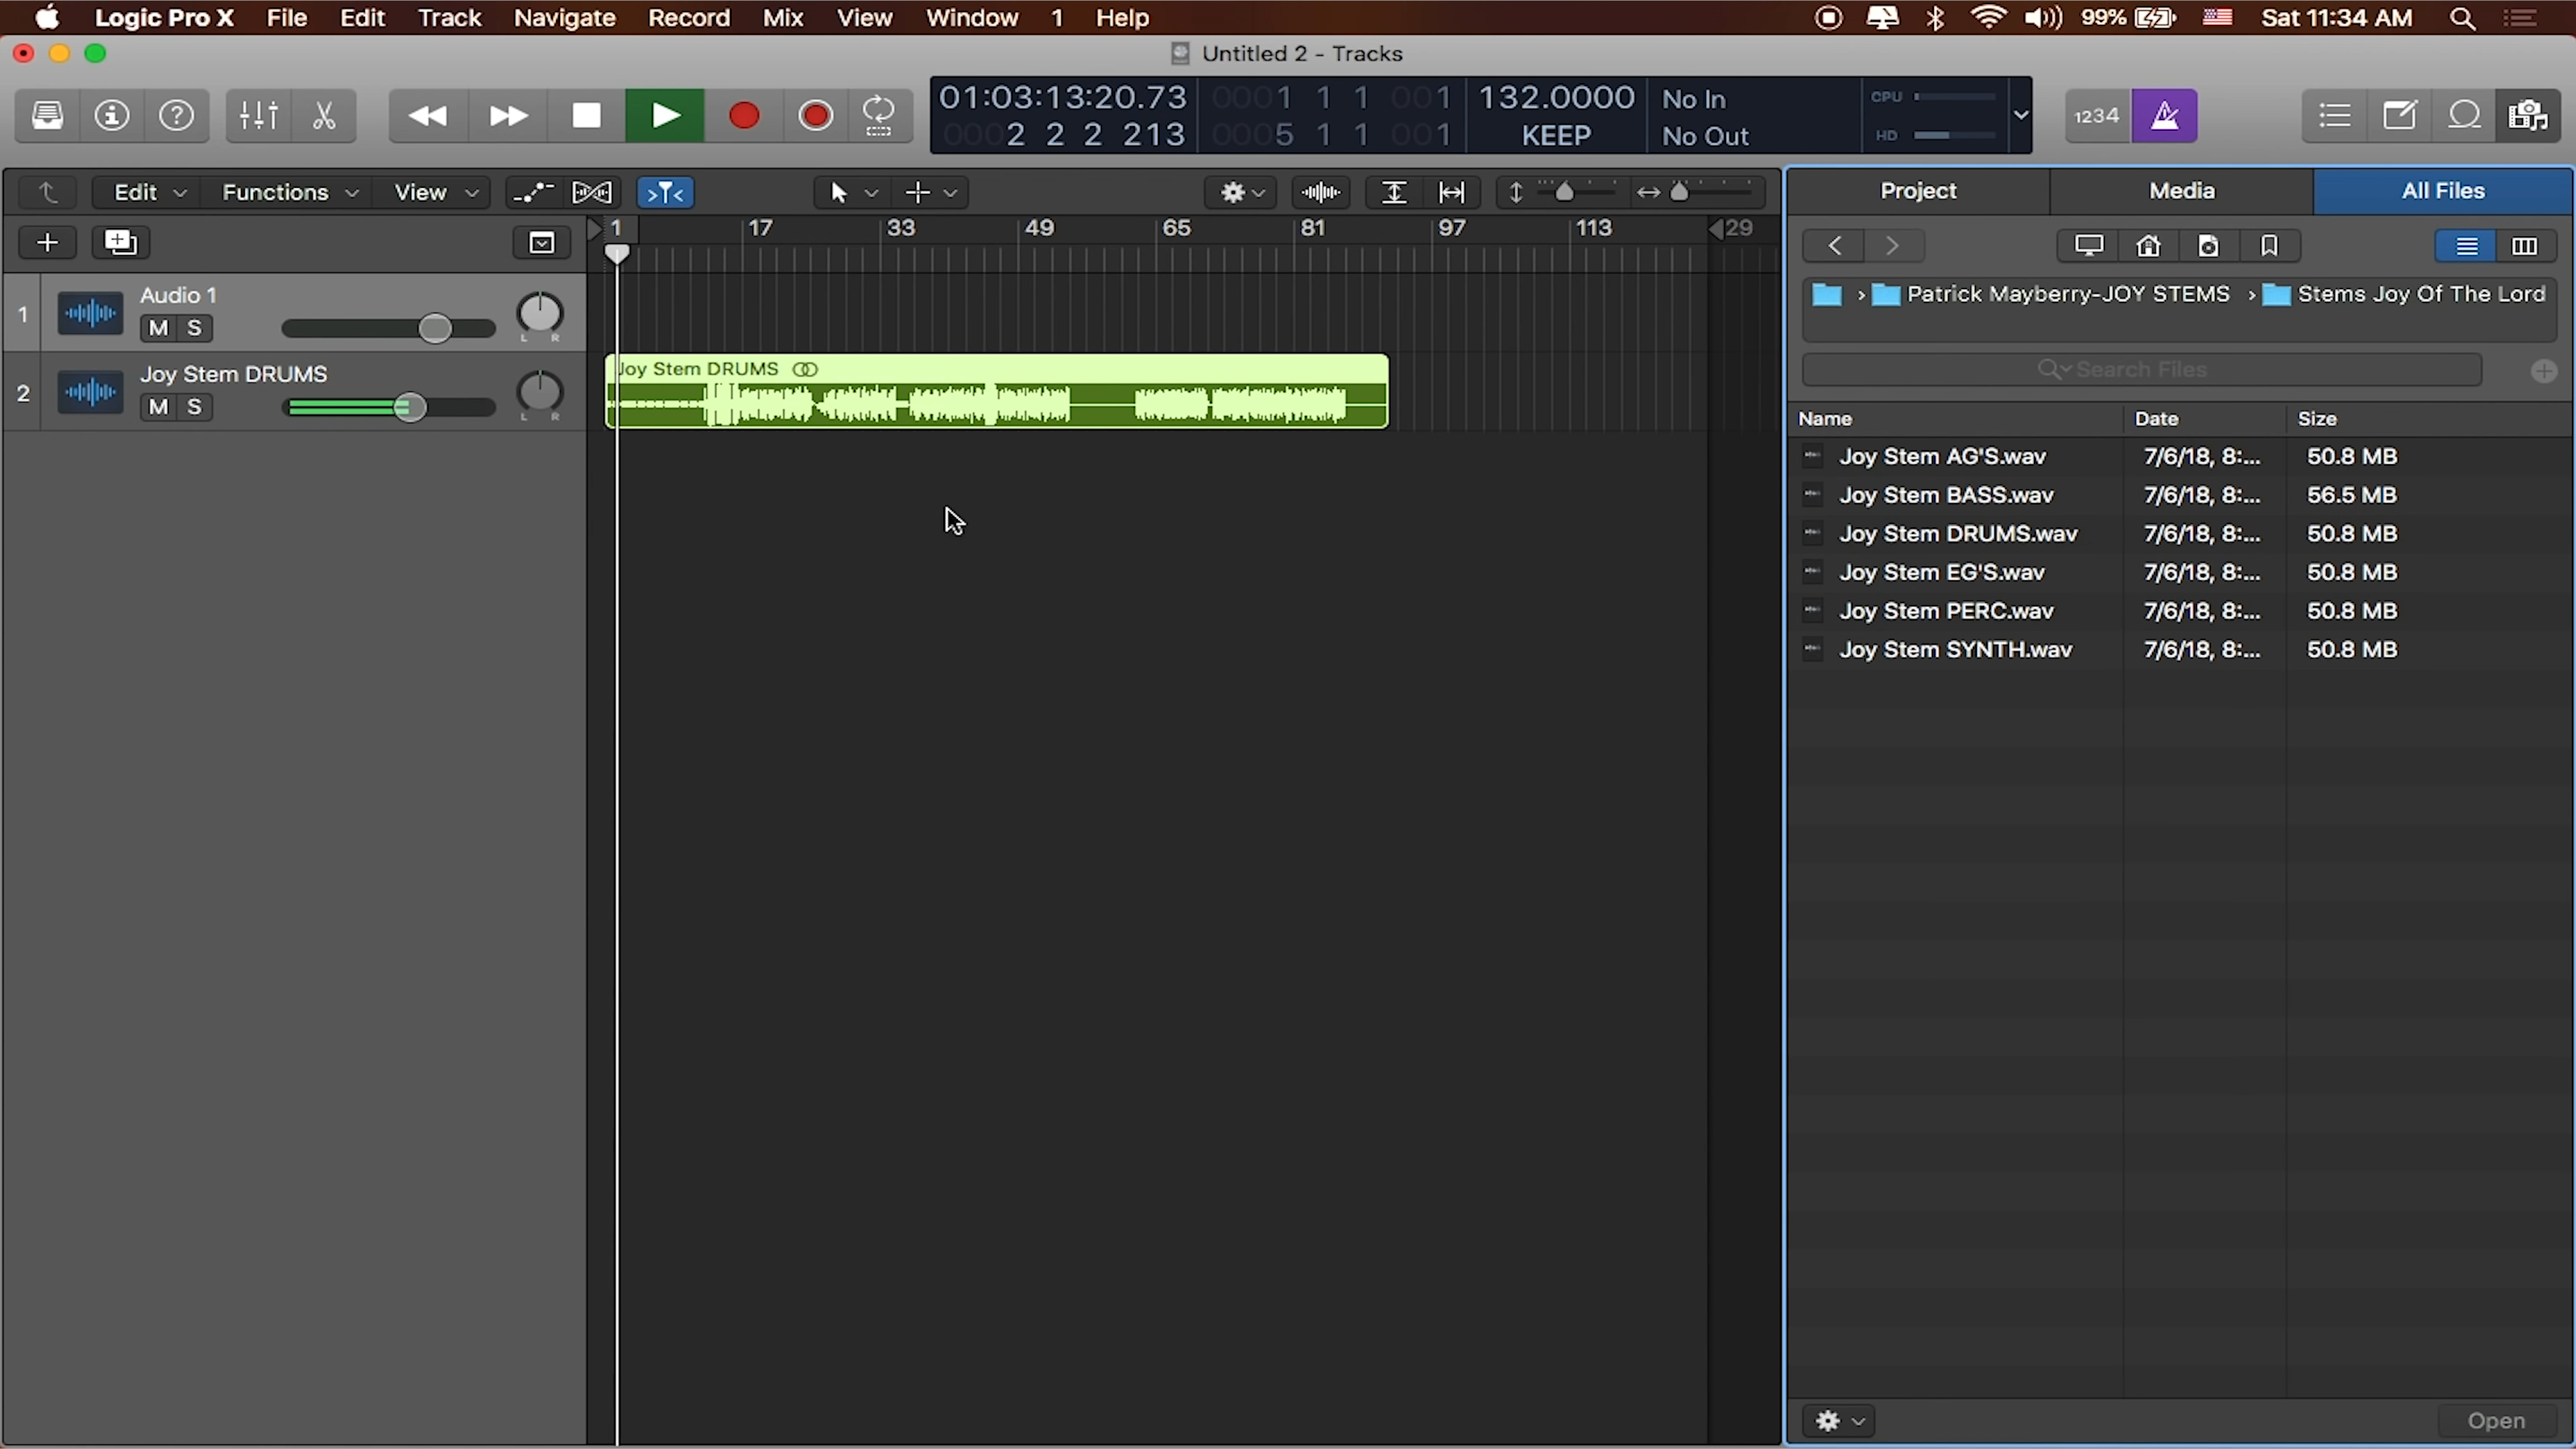 Logic Pro X File Edit Track Navigate Record Mix View Window 1 Help 99% Sat 11:34 AM
Untitled 2 - Tracks
01:03:13:20.73 0001 1 1 001 132.0000 No In CPU
0002 2 2 213 0005 1 1 001 KEEP No Out HD
1234
Edit Functions View
Project Media All Files
1 17 33 49 65 81 97 113 29
Patrick Mayberry-JOY STEMS › Stems Joy Of The Lord
1 Audio 1
M S L R
2 Joy Stem DRUMS
M S L R
Joy Stem DRUMS
Search Files
Name Date Size
Joy Stem AG'S.wav 7/6/18, 8:... 50.8 MB
Joy Stem BASS.wav 7/6/18, 8:... 56.5 MB
Joy Stem DRUMS.wav 7/6/18, 8:... 50.8 MB
Joy Stem EG'S.wav 7/6/18, 8:... 50.8 MB
Joy Stem PERC.wav 7/6/18, 8:... 50.8 MB
Joy Stem SYNTH.wav 7/6/18, 8:... 50.8 MB
Open